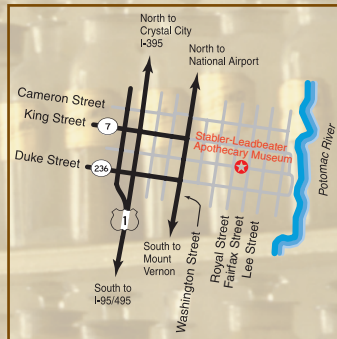 North to
Crystal City
I-395
North to
National Airport
Cameron Street
King Street
7
Stabler-Leadbeater
Apothecary Museum
Duke Street
236
Potomac River
1
South to
Mount
Vernon
Washington Street
Royal Street
Fairfax Street
Lee Street
South to
I-95/495